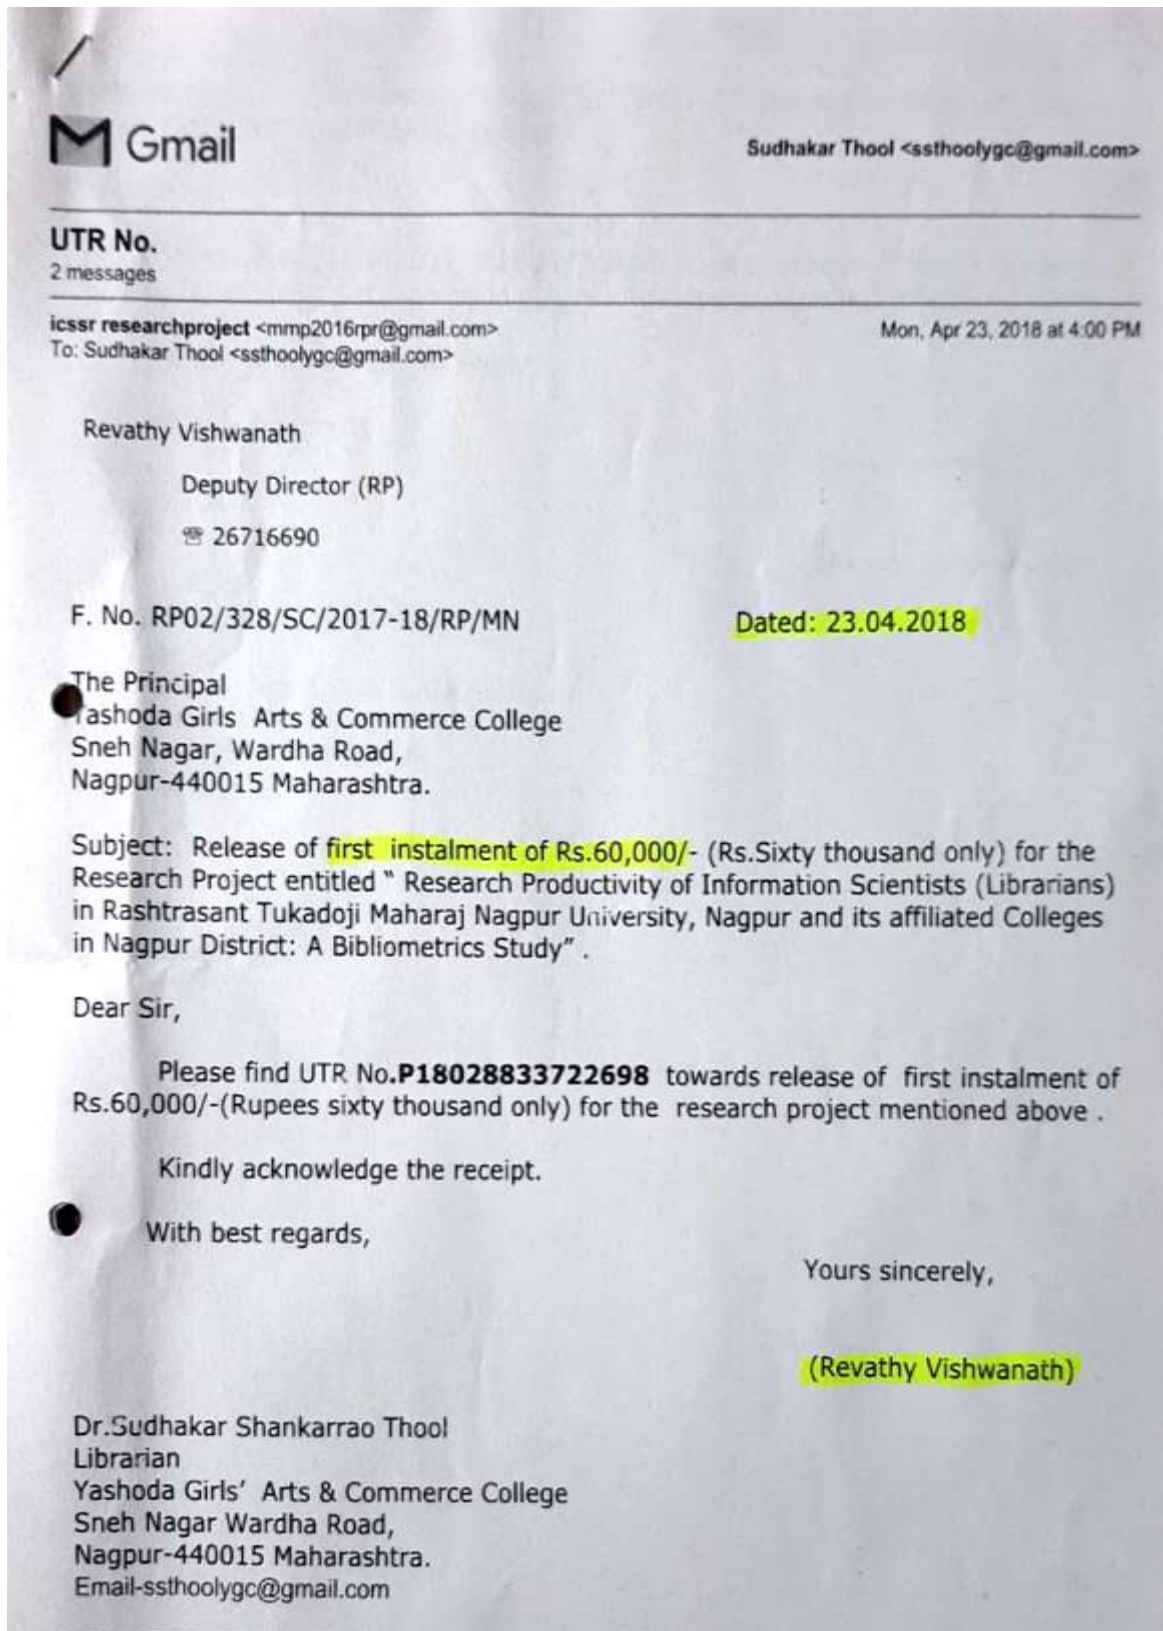 Gmail
Sudhakar Thool <ssthoolygc@gmail.com>
UTR No.
2 messages
icssr researchproject <mmp2016rpr@gmail.com>
Mon, Apr 23, 2018 at 4:00 PM
To: Sudhakar Thool <ssthoolygc@gmail.com>
Revathy Vishwanath
Deputy Director (RP)
☏ 26716690
F. No. RP02/328/SC/2017-18/RP/MN
Dated: 23.04.2018
The Principal
Yashoda Girls Arts & Commerce College
Sneh Nagar, Wardha Road,
Nagpur-440015 Maharashtra.
Subject: Release of first instalment of Rs.60,000/- (Rs.Sixty thousand only) for the
Research Project entitled “ Research Productivity of Information Scientists (Librarians)
in Rashtrasant Tukadoji Maharaj Nagpur University, Nagpur and its affiliated Colleges
in Nagpur District: A Bibliometrics Study” .
Dear Sir,
Please find UTR No.P18028833722698 towards release of first instalment of
Rs.60,000/-(Rupees sixty thousand only) for the research project mentioned above .
Kindly acknowledge the receipt.
With best regards,
Yours sincerely,
(Revathy Vishwanath)
Dr.Sudhakar Shankarrao Thool
Librarian
Yashoda Girls’ Arts & Commerce College
Sneh Nagar Wardha Road,
Nagpur-440015 Maharashtra.
Email-ssthoolygc@gmail.com